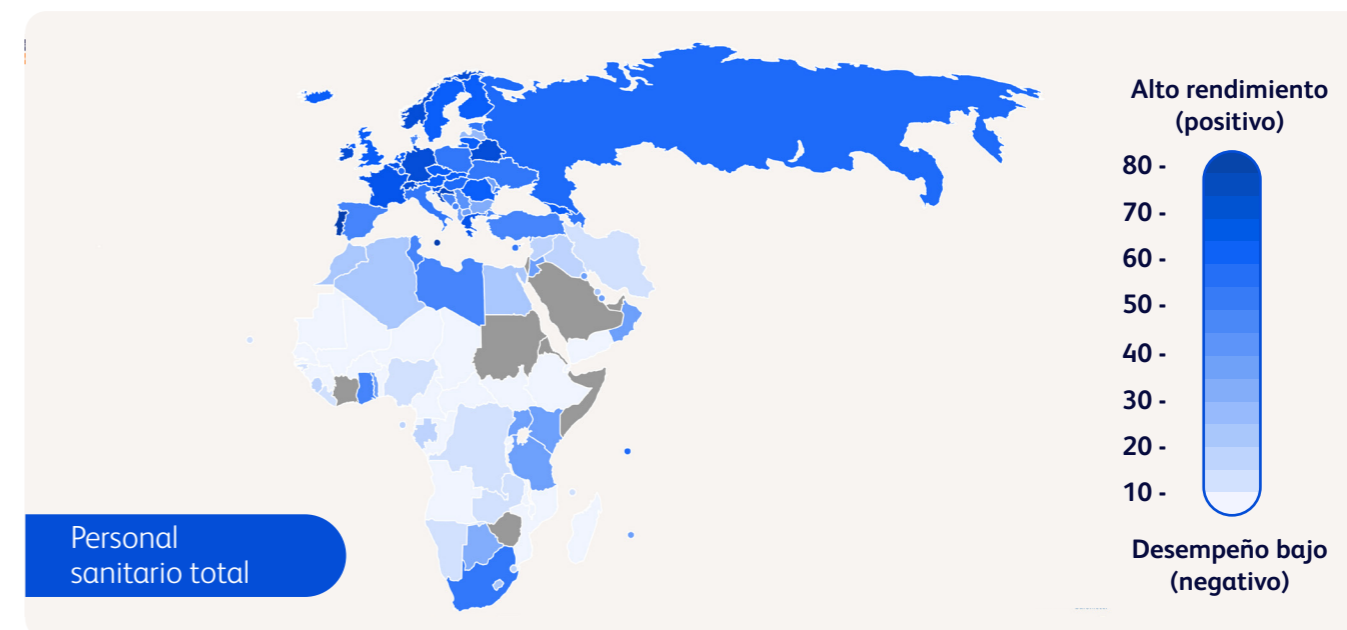 Alto rendimiento
(positivo)
80 -
70 -
60 -
50 -
40 -
30 -
20 -
10 -
Desempeño bajo
(negativo)
Personal
sanitario total